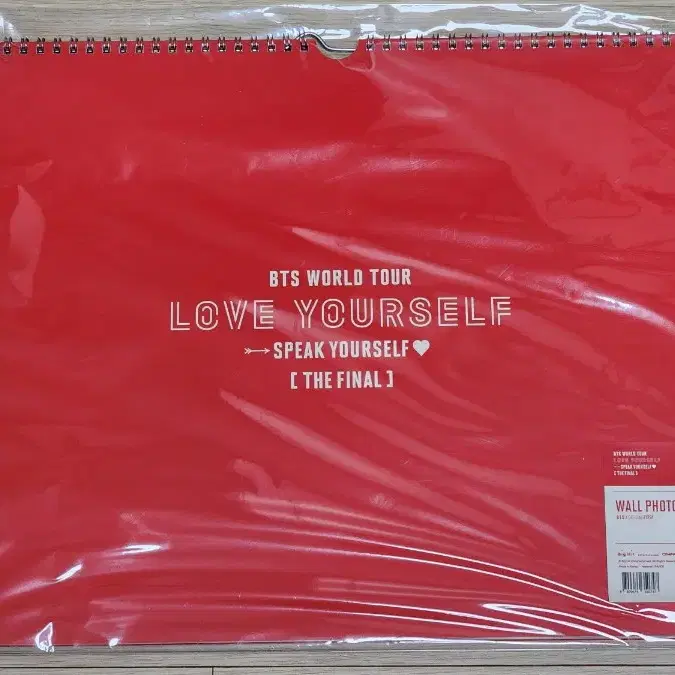 BTS WORLD TOUR
LOVE YOURSELF
SPEAK YOURSELF
[ THE FINAL ]
BTS WORLD TOUR
LOVE YOURSELF
SPEAK YOURSELF
[ THE FINAL ]
WALL PHOTO